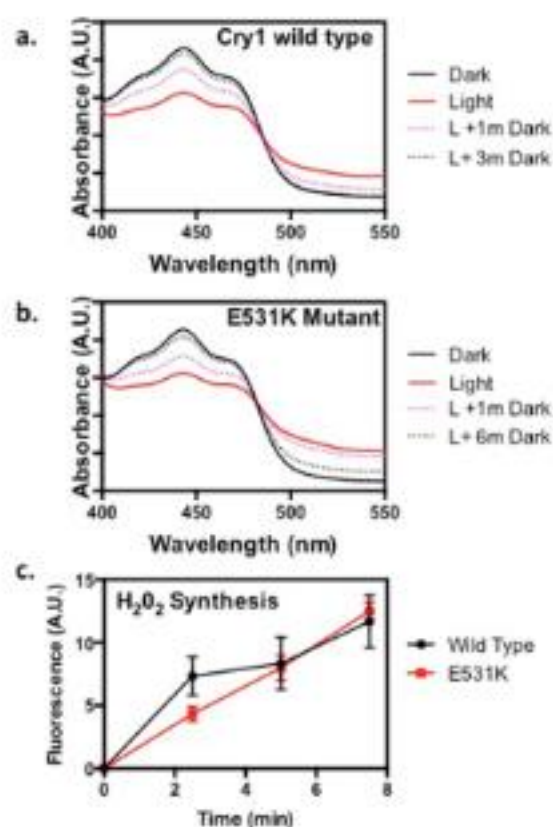 a.
Cry1 wild type
Absorbance (A.U.)
400 450 500 550
Wavelength (nm)
Dark
Light
L +1m Dark
L+ 3m Dark
b.
E531K Mutant
Absorbance (A.U.)
400 450 500 550
Wavelength (nm)
Dark
Light
L +1m Dark
L+ 6m Dark
c.
H₂0₂ Synthesis
Fluorescence (A.U.)
15
10
5
0
0 2 4 6 8
Time (min)
Wild Type
E531K